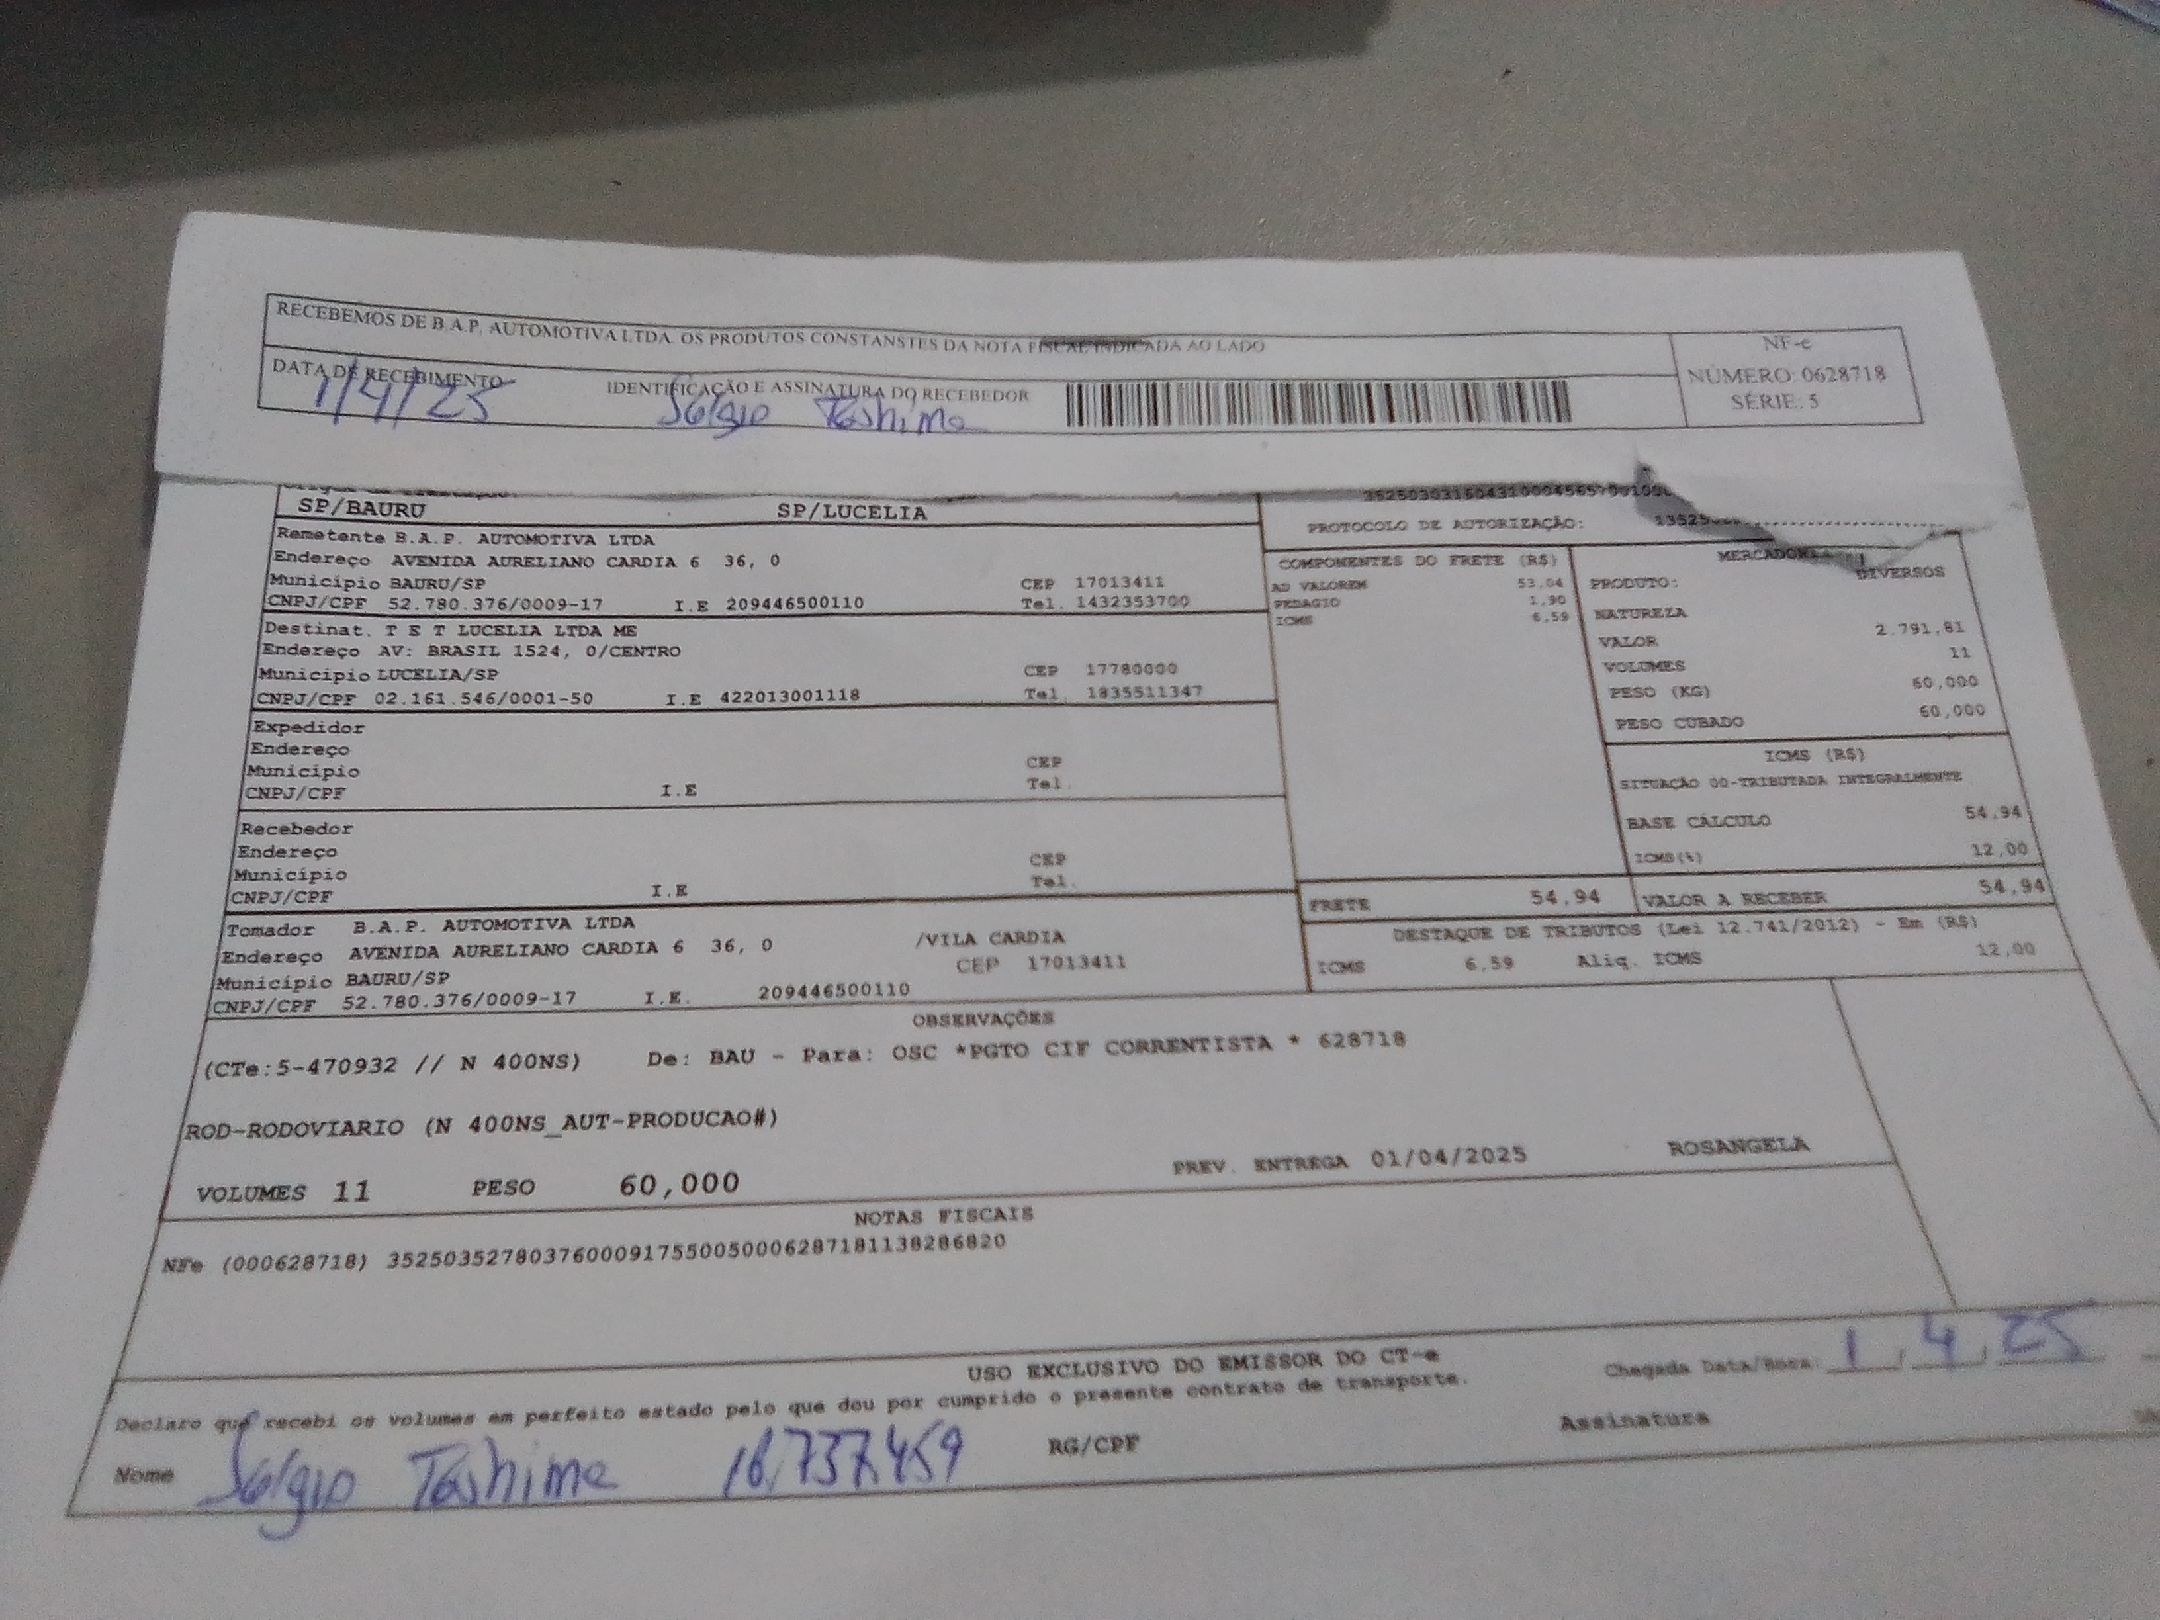 RECEBEMOS DE B.A.P. AUTOMOTIVA LTDA. OS PRODUTOS CONSTANSTES DA NOTA FISCAL INDICADA AO LADO
NF-e
NÚMERO: 0628718
SÉRIE: 5
DATA DE RECEBIMENTO
IDENTIFICAÇÃO E ASSINATURA DO RECEBEDOR
1/4/25
Sérgio Toshime
SP/BAURU SP/LUCELIA
PROTOCOLO DE AUTORIZAÇÃO:
Remetente B.A.P. AUTOMOTIVA LTDA
Endereço AVENIDA AURELIANO CARDIA 6 36, 0
Município BAURU/SP CEP 17013411
CNPJ/CPF 52.780.376/0009-17 I.E 209446500110 Tel. 1432353700
Destinat. T E T LUCELIA LTDA ME
Endereço AV: BRASIL 1524, 0/CENTRO
Município LUCELIA/SP CEP 17780000
CNPJ/CPF 02.161.546/0001-50 I.E 422013001118 Tel. 1835511347
Expedidor
Endereço
Município CEP
CNPJ/CPF I.E Tel.
Recebedor
Endereço
Município CEP
CNPJ/CPF I.E Tel.
Tomador B.A.P. AUTOMOTIVA LTDA
Endereço AVENIDA AURELIANO CARDIA 6 36, 0 /VILA CARDIA
Município BAURU/SP CEP 17013411
CNPJ/CPF 52.780.376/0009-17 I.E. 209446500110
COMPONENTES DO FRETE (R$)
AD VALOREM 53,04
PEDAGIO 1,90
ICMS 6,59
MERCADORIA
PRODUTO: DIVERSOS
NATUREZA
VALOR 2.791,81
VOLUMES 11
PESO (KG) 60,000
PESO CUBADO 60,000
ICMS (R$)
SITUAÇÃO 00-TRIBUTADA INTEGRALMENTE
BASE CÁLCULO 54,94
ICMS(%) 12,00
FRETE 54,94 VALOR A RECEBER 54,94
DESTAQUE DE TRIBUTOS (Lei 12.741/2012) - Em (R$)
ICMS 6,59 Aliq. ICMS 12,00
OBSERVAÇÕES
(CTe:5-470932 // N 400NS) De: BAU - Para: OSC *PGTO CIF CORRENTISTA * 628718
ROD-RODOVIARIO (N 400NS_AUT-PRODUCAO#)
VOLUMES 11 PESO 60,000 PREV. ENTREGA 01/04/2025 ROSANGELA
NOTAS FISCAIS
NFe (000628718) 35250352780376000917550050006287181138286820
USO EXCLUSIVO DO EMISSOR DO CT-e
Chegada Data/Hora: 1 4 25
Declaro que recebi os volumes em perfeito estado pelo que dou por cumprido o presente contrato de transporte.
Nome Sérgio Toshime 18.737.459 RG/CPF Assinatura